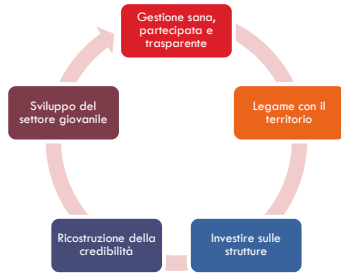 Gestione sana,
partecipata e
trasparente
Legame con il
territorio
Investire sulle
strutture
Ricostruzione della
credibilità
Sviluppo del
settore giovanile